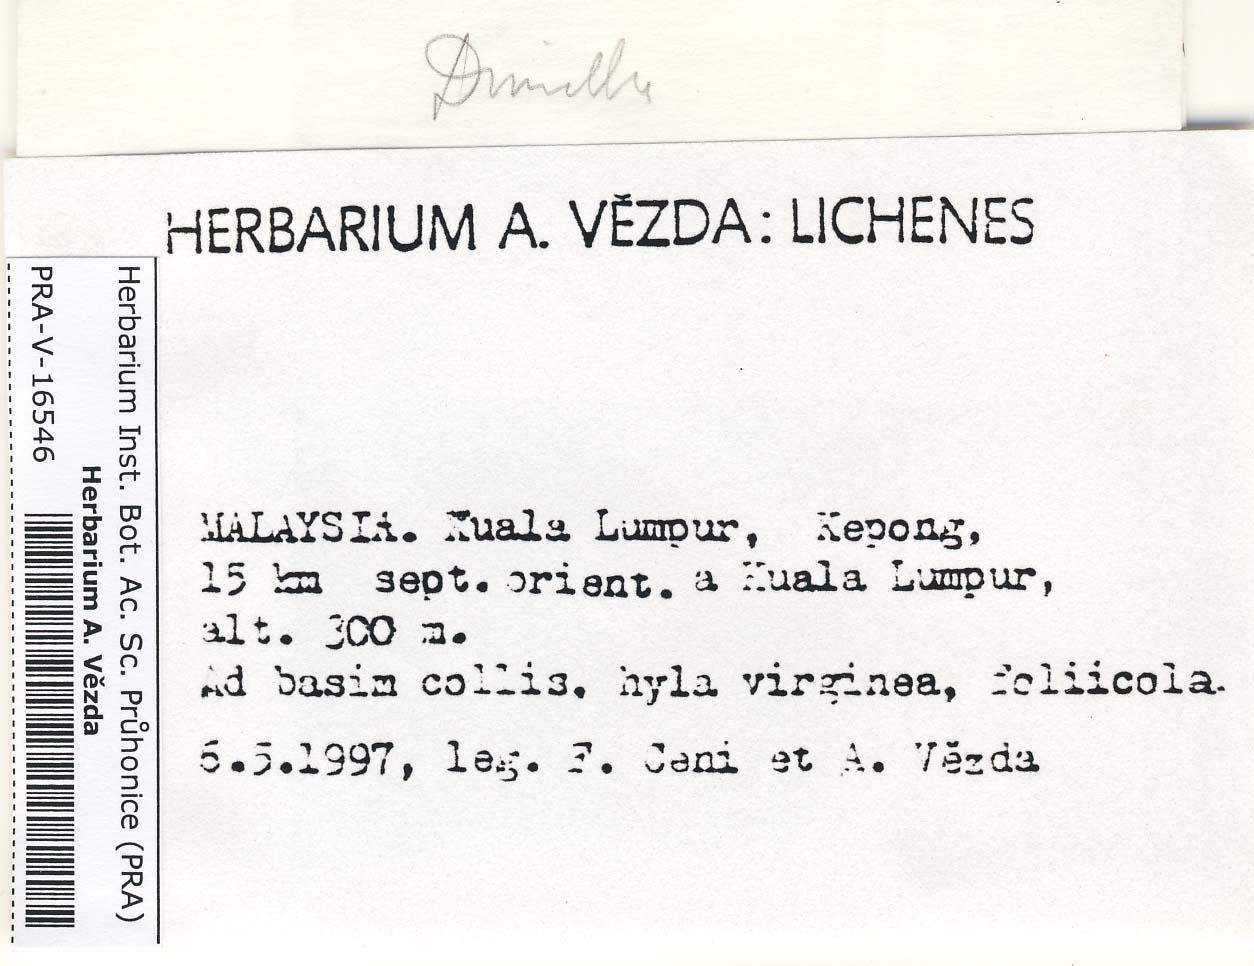 HERBARIUM A. VĚZDA: LICHENES
MALAYSIA. Kuala Lumpur, Kepong,
15 km sept.orient. a Kuala Lumpur,
alt. 300 m.
Ad basim collis, hyla virginea, foliicola.
5.1997, leg. F. Ceni et A. Vězda
Herbarium Inst. Bot. Ac. Sc. Průhonice (PRA)
Herbarium A. Vězda
PRA-V-16546